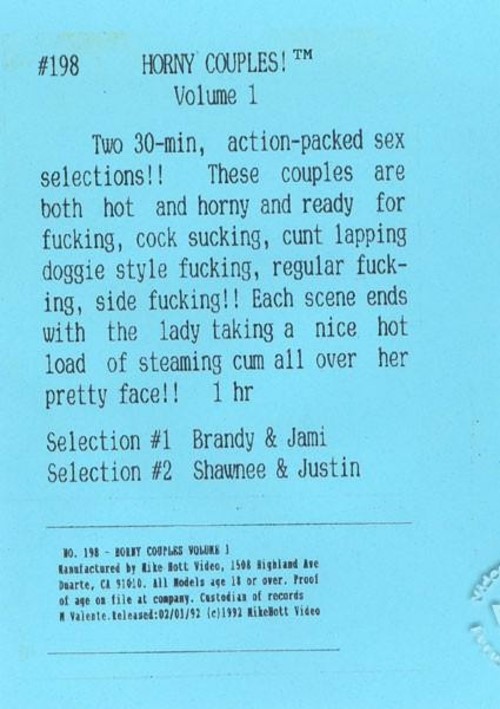 #198 HORNY COUPLES!™
Volume 1
Two 30-min, action-packed sex
selections!! These couples are
both hot and horny and ready for
fucking, cock sucking, cunt lapping
doggie style fucking, regular fuck-
ing, side fucking!! Each scene ends
with the lady taking a nice hot
load of steaming cum all over her
pretty face!! 1 hr
Selection #1 Brandy & Jami
Selection #2 Shawnee & Justin
NO. 198 - HORNY COUPLES VOLUME 1
Manufactured by Mike Hott Video, 1508 Highland Ave
Duarte, CA 91010. All Models age 18 or over. Proof
of age on file at company. Custodian of records
M Valente.Released:02/01/92 (c)1992 MikeHott Video